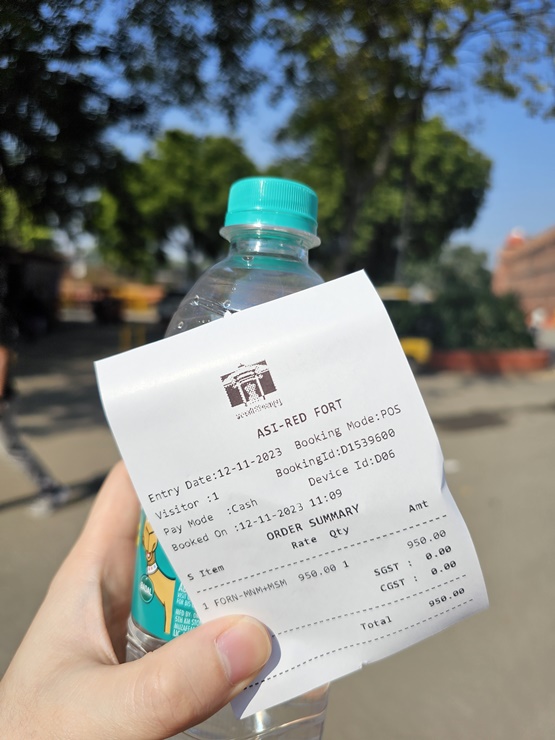 ASI-RED FORT
Entry Date:12-11-2023 Booking Mode:POS
Visitor :1 BookingId:D1539600
Pay Mode :Cash Device Id:D06
Booked On :12-11-2023 11:09
ORDER SUMMARY
S Item Rate Qty Amt
1 FORN-MNM+MSM 950.00 1 950.00
SGST : 0.00
CGST : 0.00
Total 950.00